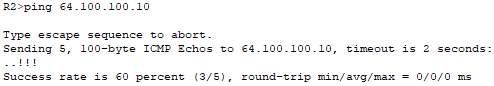 R2>ping 64.100.100.10
Type escape sequence to abort.
Sending 5, 100-byte ICMP Echos to 64.100.100.10, timeout is 2 seconds:
..!!!
Success rate is 60 percent (3/5), round-trip min/avg/max = 0/0/0 ms